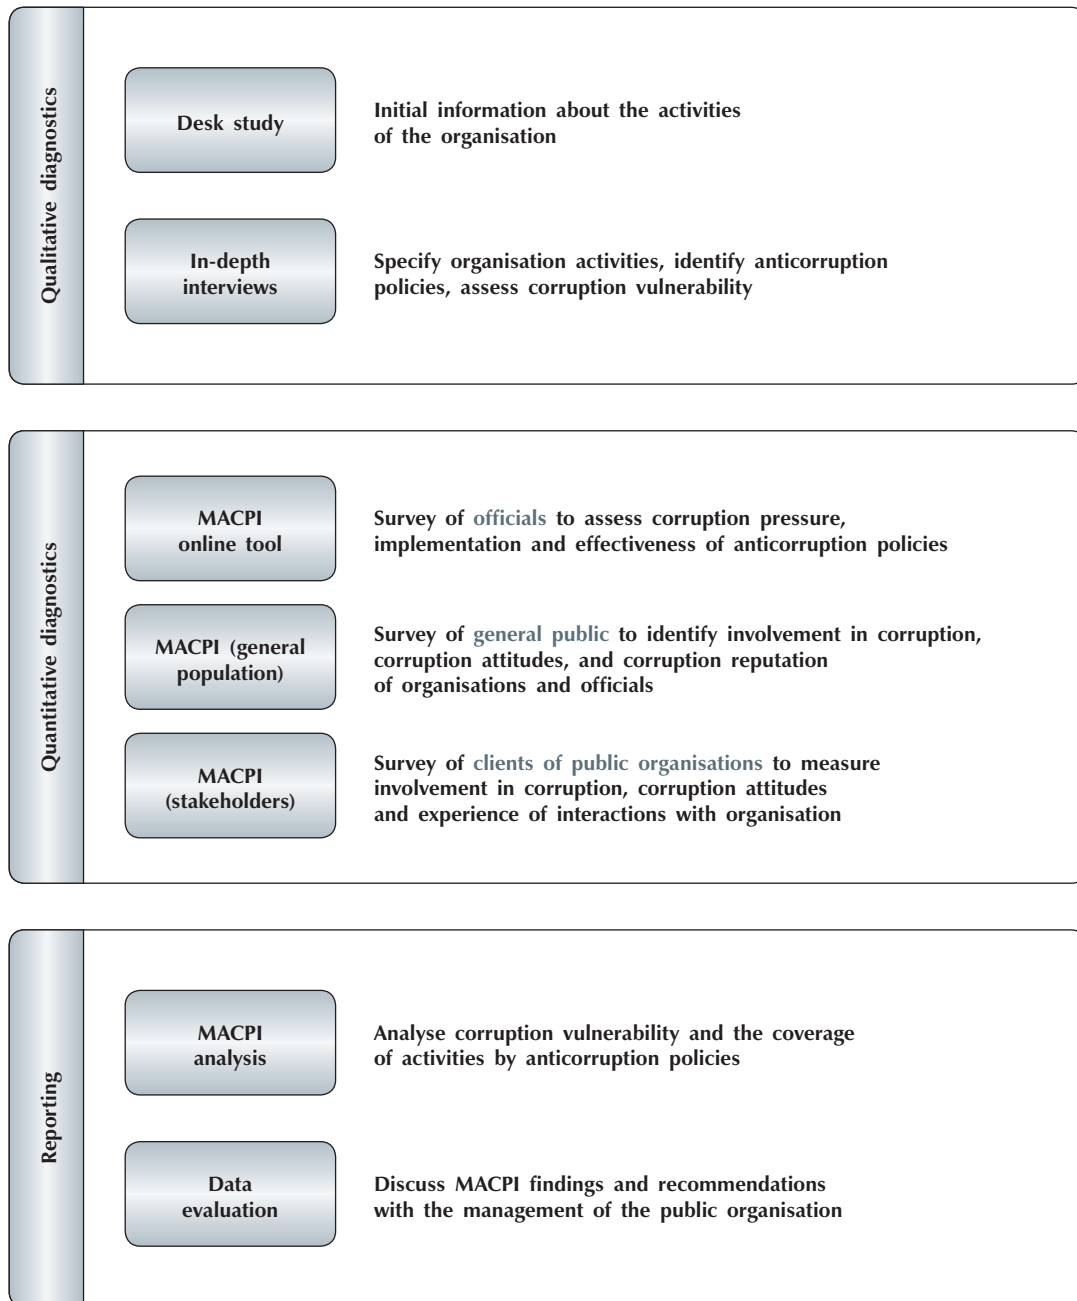 Qualitative diagnostics
Desk study
Initial information about the activities
of the organisation
In-depth
interviews
Specify organisation activities, identify anticorruption
policies, assess corruption vulnerability
Quantitative diagnostics
MACPI
online tool
Survey of officials to assess corruption pressure,
implementation and effectiveness of anticorruption policies
MACPI (general
population)
Survey of general public to identify involvement in corruption,
corruption attitudes, and corruption reputation
of organisations and officials
MACPI
(stakeholders)
Survey of clients of public organisations to measure
involvement in corruption, corruption attitudes
and experience of interactions with organisation
Reporting
MACPI
analysis
Analyse corruption vulnerability and the coverage
of activities by anticorruption policies
Data
evaluation
Discuss MACPI findings and recommendations
with the management of the public organisation